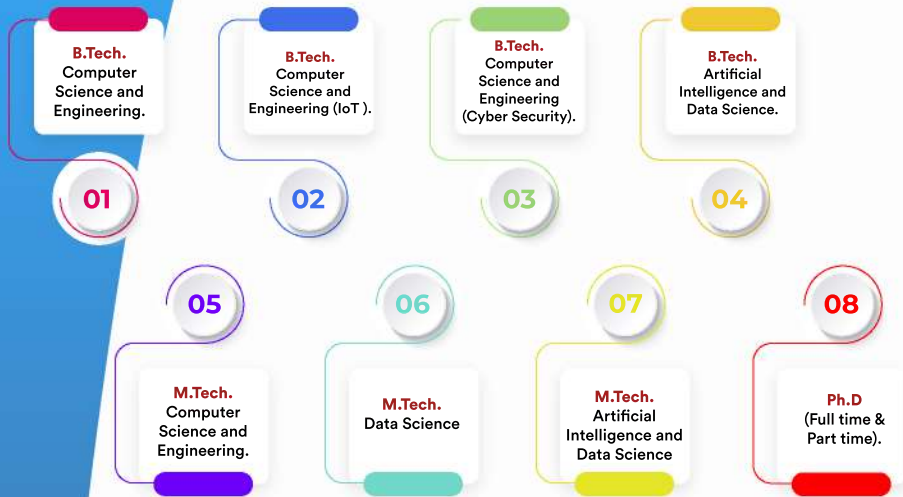 B.Tech.
Computer
Science and
Engineering.
01
B.Tech.
Computer
Science and
Engineering (IoT ).
02
B.Tech.
Computer
Science and
Engineering
(Cyber Security).
03
B.Tech.
Artificial
Intelligence and
Data Science.
04
05
M.Tech.
Computer
Science and
Engineering.
06
M.Tech.
Data Science
07
M.Tech.
Artificial
Intelligence and
Data Science
08
Ph.D
(Full time &
Part time).